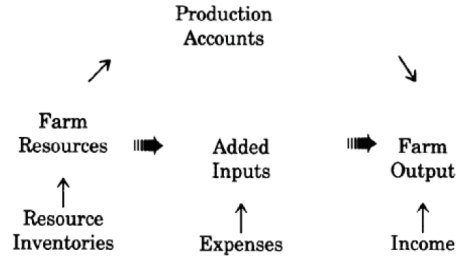 Production
Accounts
Farm
Resources
Added
Inputs
Farm
Output
Resource
Inventories
Expenses
Income